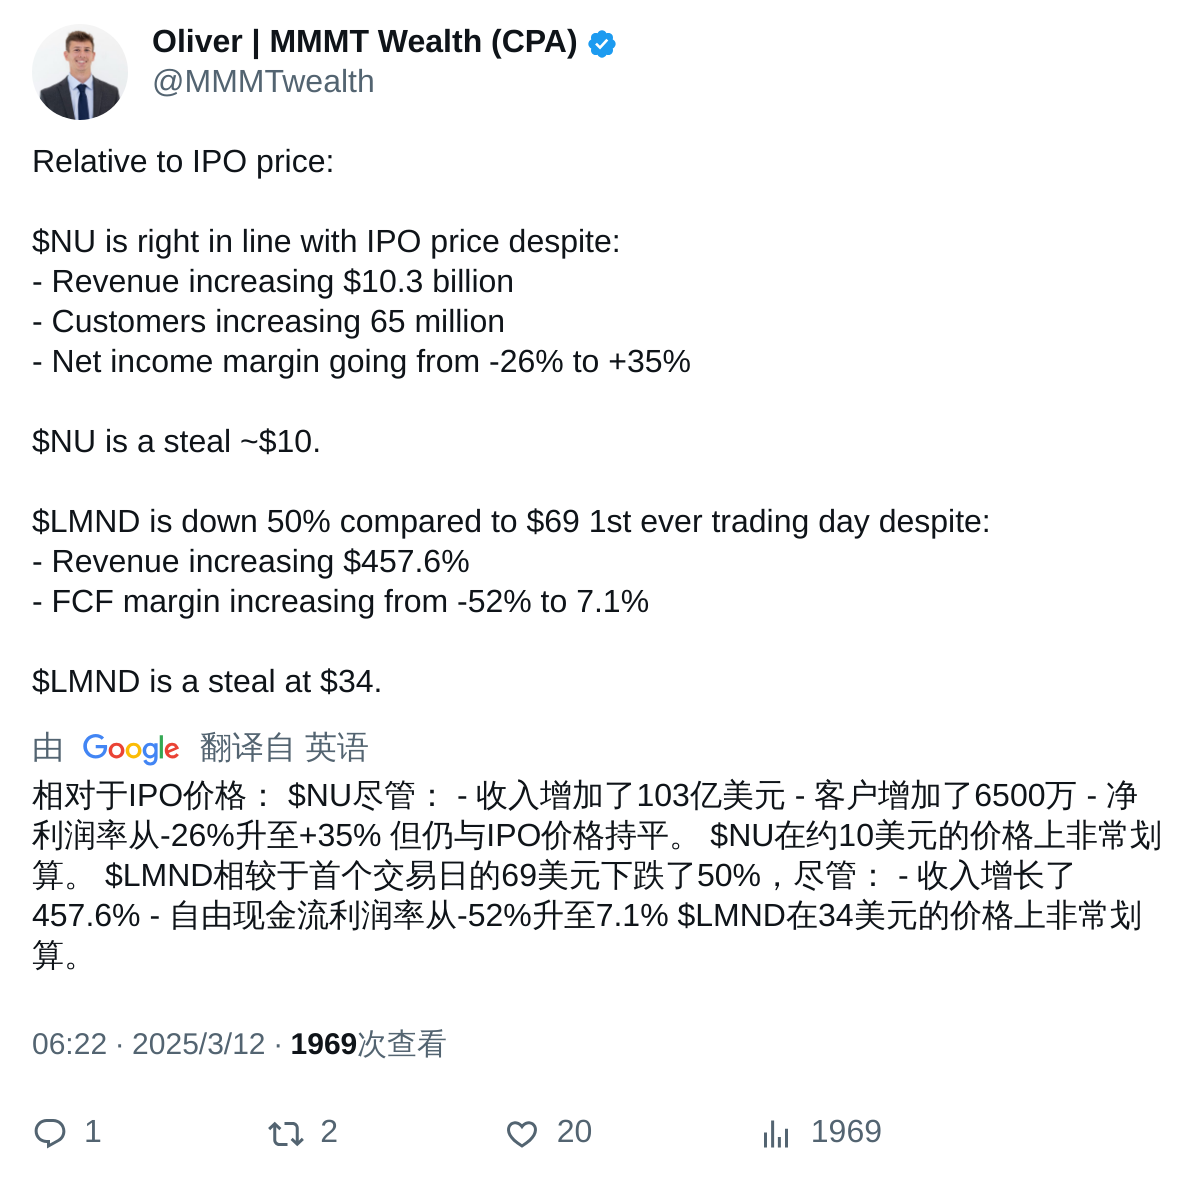 Oliver | MMMT Wealth (CPA)
@MMMTwealth
Relative to IPO price:
$NU is right in line with IPO price despite:
- Revenue increasing $10.3 billion
- Customers increasing 65 million
- Net income margin going from -26% to +35%
$NU is a steal ~$10.
$LMND is down 50% compared to $69 1st ever trading day despite:
- Revenue increasing $457.6%
- FCF margin increasing from -52% to 7.1%
$LMND is a steal at $34.
由 Google 翻译自 英语
相对于IPO价格： $NU尽管： - 收入增加了103亿美元 - 客户增加了6500万 - 净
利润率从-26%升至+35% 但仍与IPO价格持平。 $NU在约10美元的价格上非常划
算。 $LMND相较于首个交易日的69美元下跌了50%，尽管： - 收入增长了
457.6% - 自由现金流利润率从-52%升至7.1% $LMND在34美元的价格上非常划
算。
06:22 · 2025/3/12 · 1969次查看
1 2 20 1969